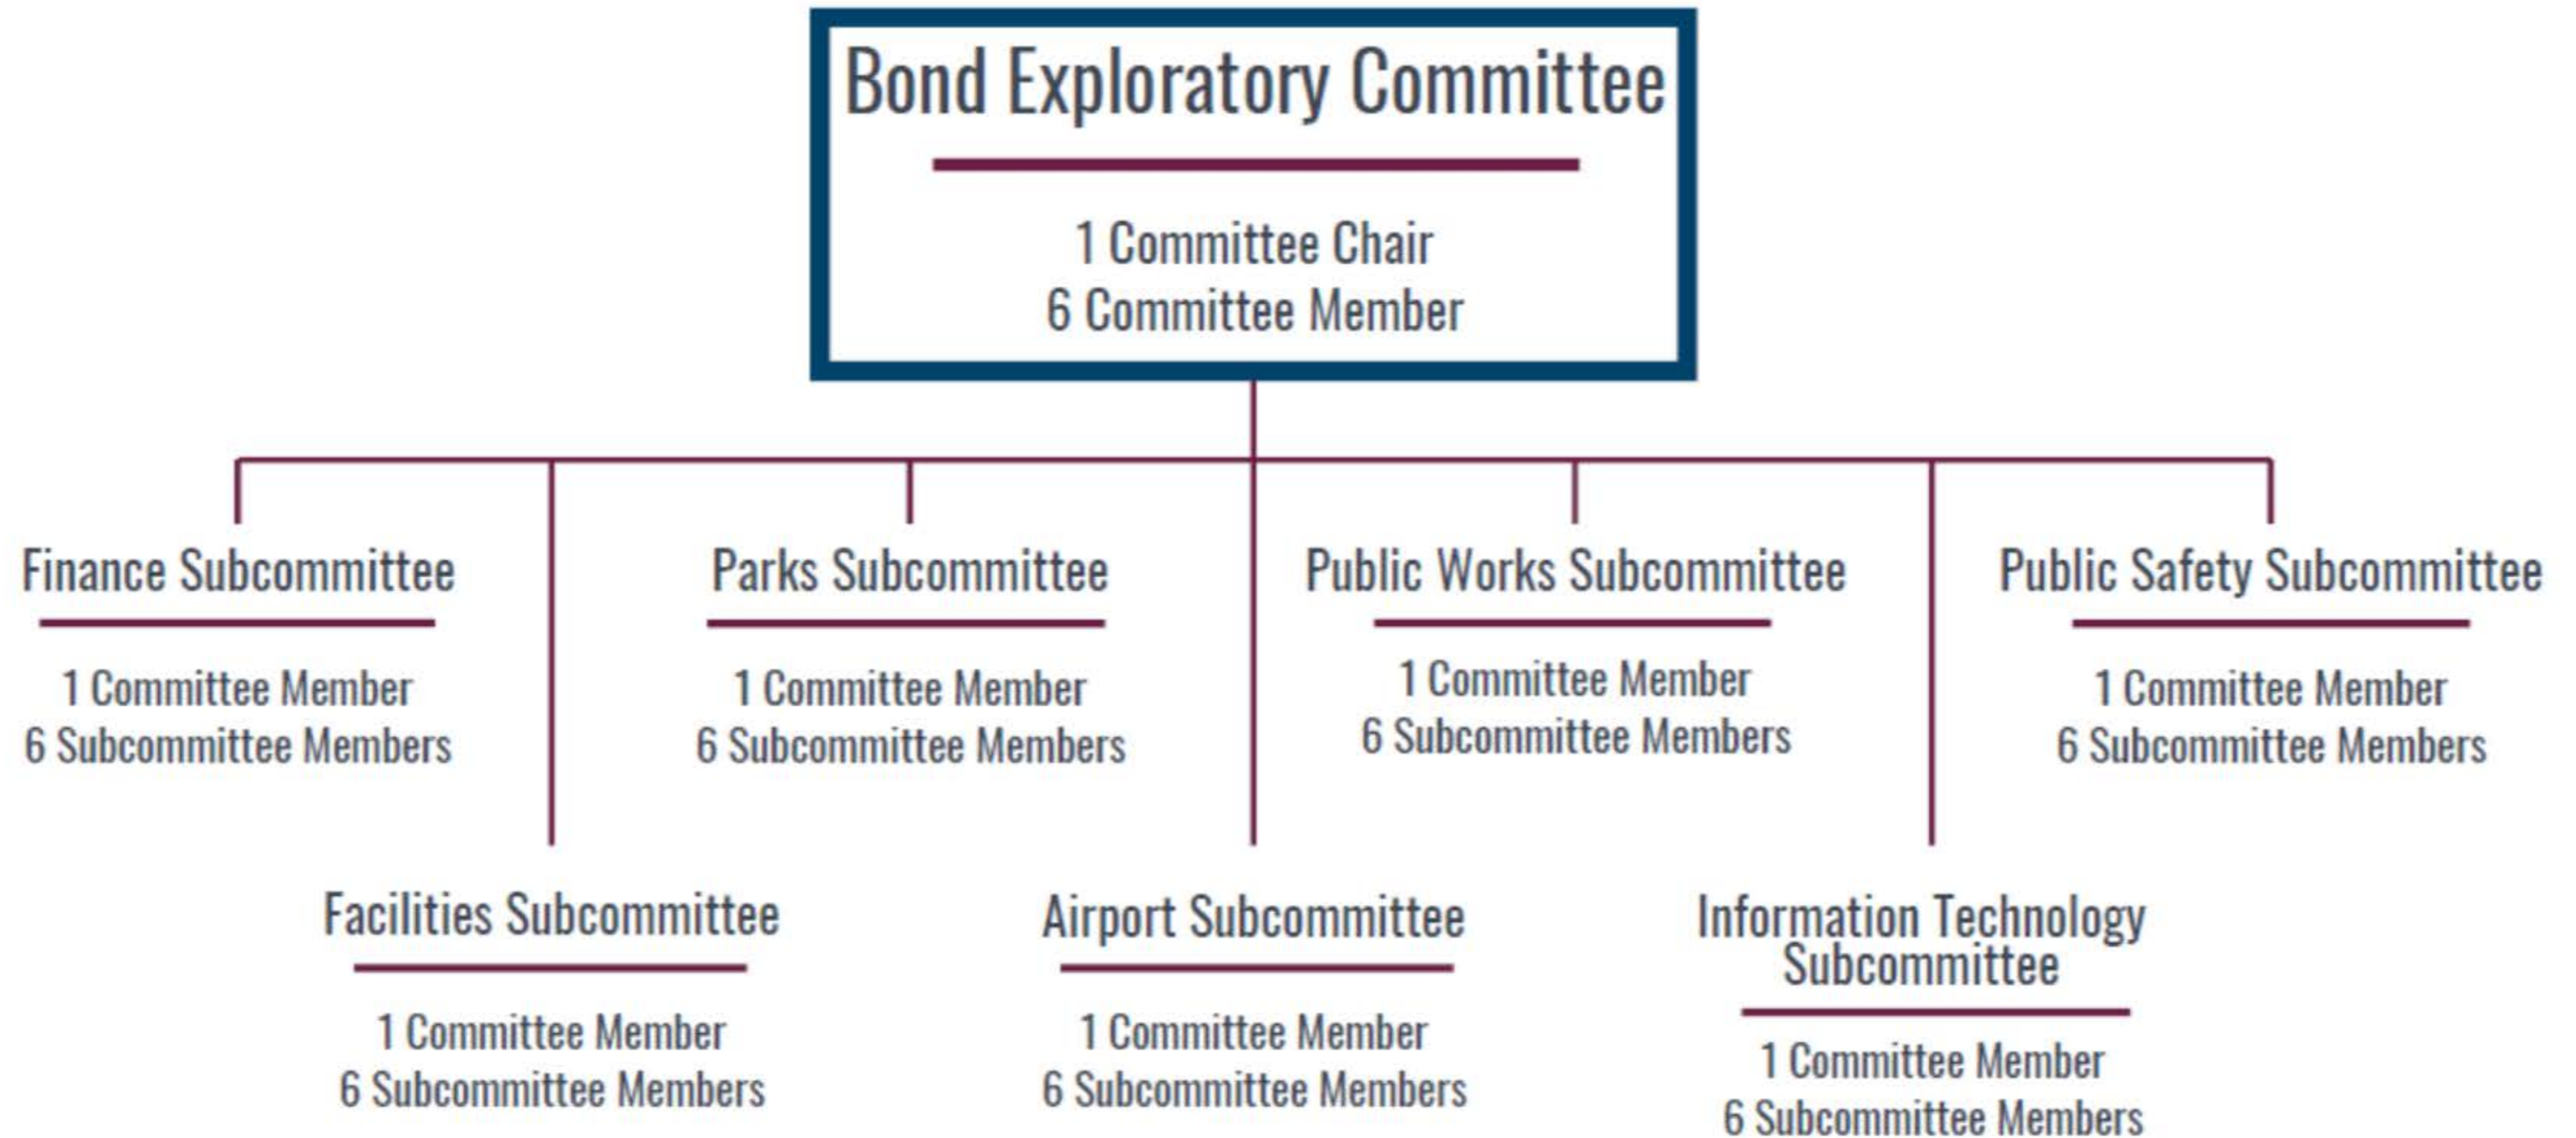 Bond Exploratory Committee
1 Committee Chair
6 Committee Member
Finance Subcommittee
1 Committee Member
6 Subcommittee Members
Parks Subcommittee
1 Committee Member
6 Subcommittee Members
Public Works Subcommittee
1 Committee Member
6 Subcommittee Members
Public Safety Subcommittee
1 Committee Member
6 Subcommittee Members
Facilities Subcommittee
1 Committee Member
6 Subcommittee Members
Airport Subcommittee
1 Committee Member
6 Subcommittee Members
Information Technology
Subcommittee
1 Committee Member
6 Subcommittee Members